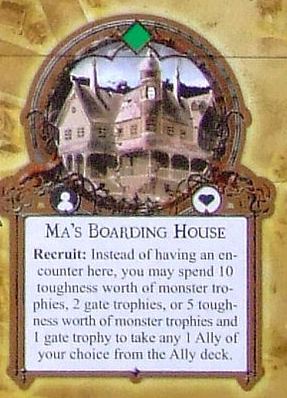 MA'S BOARDING HOUSE
Recruit: Instead of having an en-
counter here, you may spend 10
toughness worth of monster tro-
phies, 2 gate trophies, or 5 tough-
ness worth of monster trophies and
1 gate trophy to take any 1 Ally of
your choice from the Ally deck.